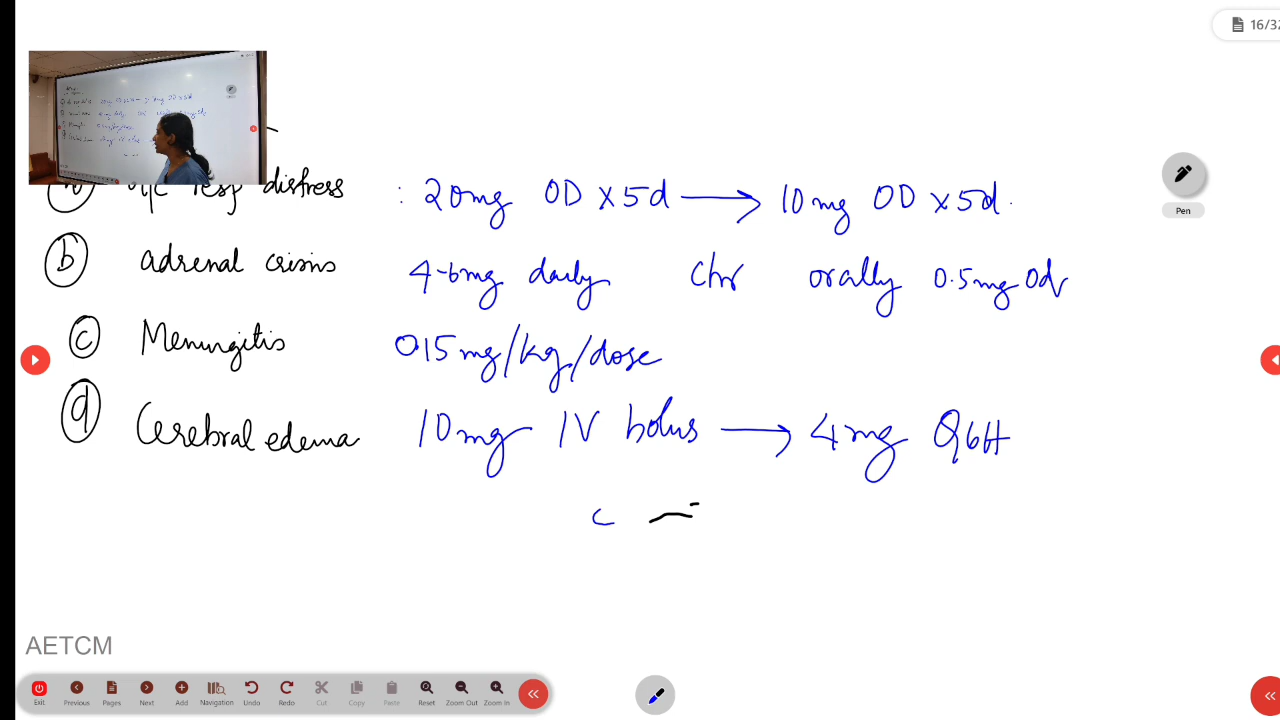 16/32
resp distress : 20mg OD x 5d → 10mg OD x 5d.
Pen
b adrenal crisis 4-6mg daily Chr orally 0.5mg Od
c Meningitis 0.15mg/kg/dose
d Cerebral edema 10mg IV bolus → 4mg Q6H
c
AETCM
Exit Previous Pages Next Add Navigation Undo Redo Cut Copy Paste Reset Zoom Out Zoom In